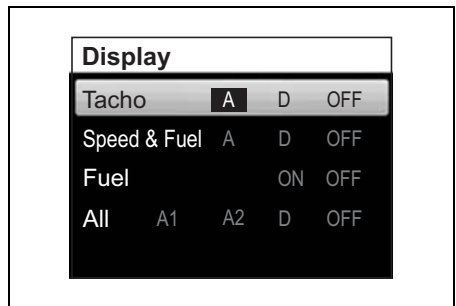 Display
Tacho A D OFF
Speed & Fuel A D OFF
Fuel ON OFF
All A1 A2 D OFF